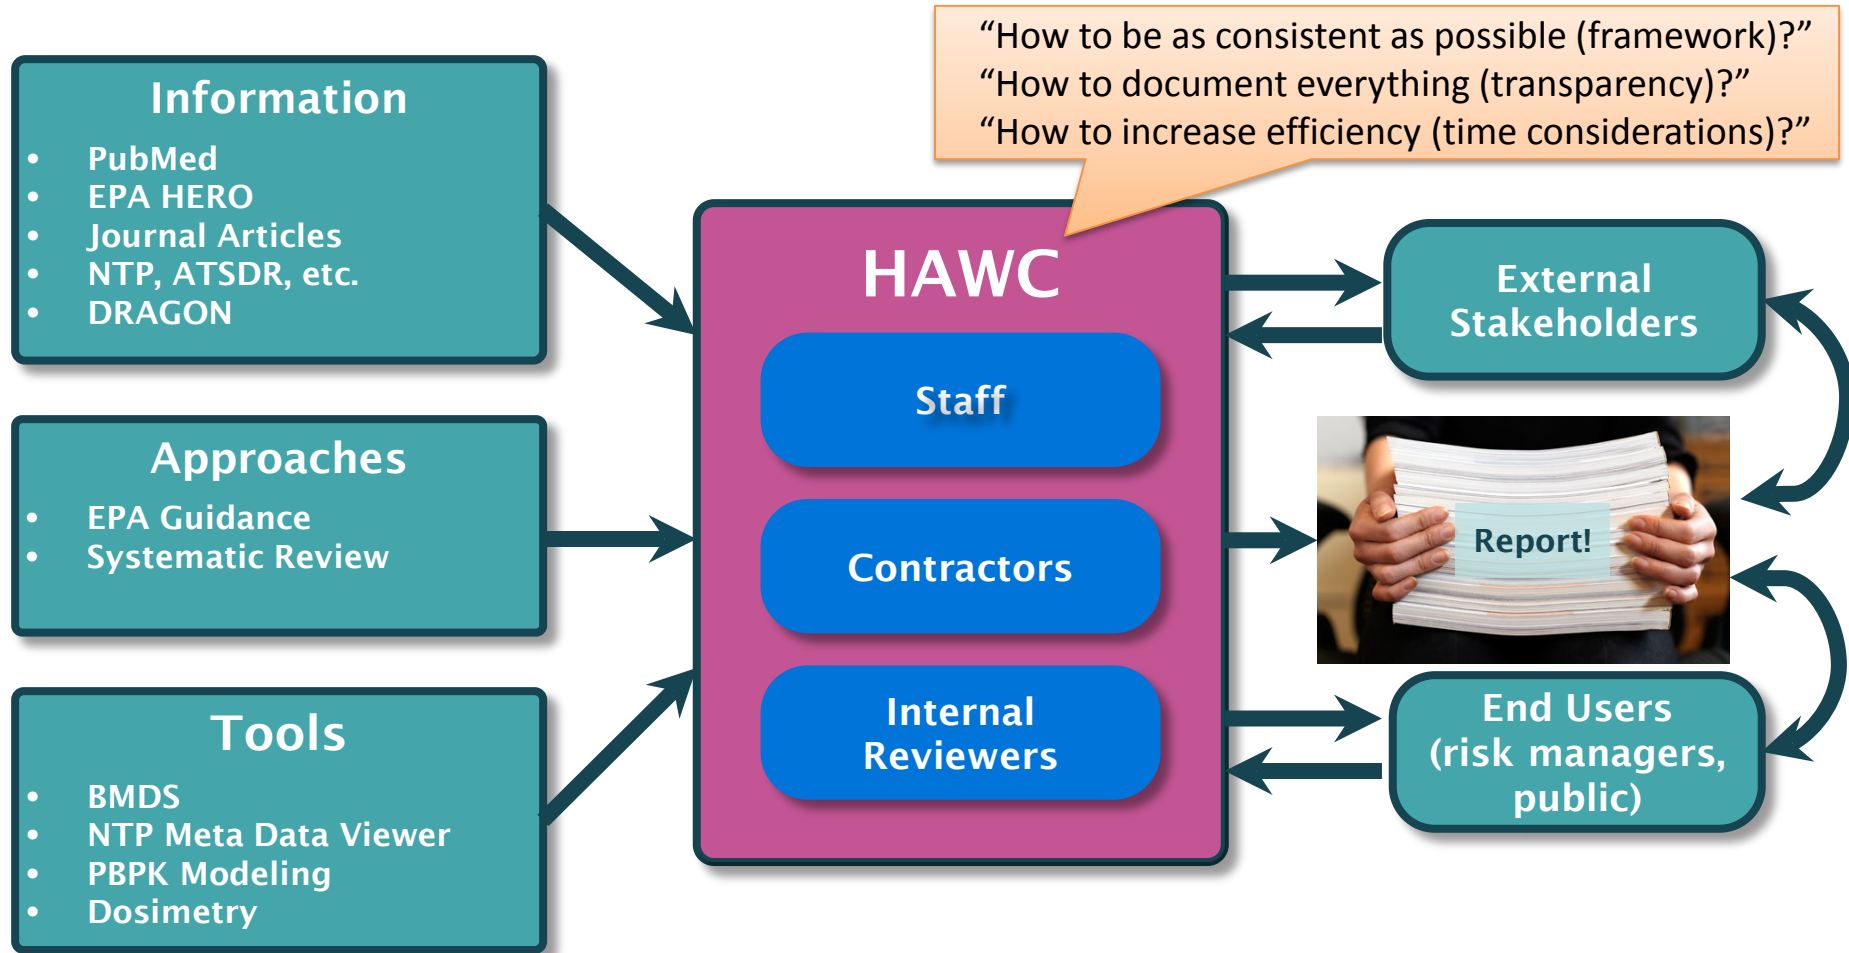 “How to be as consistent as possible (framework)?”
“How to document everything (transparency)?”
“How to increase efficiency (time considerations)?”
Information
• PubMed
• EPA HERO
• Journal Articles
• NTP, ATSDR, etc.
• DRAGON
Approaches
• EPA Guidance
• Systematic Review
Tools
• BMDS
• NTP Meta Data Viewer
• PBPK Modeling
• Dosimetry
HAWC
Staff
Contractors
Internal
Reviewers
External
Stakeholders
Report!
End Users
(risk managers,
public)